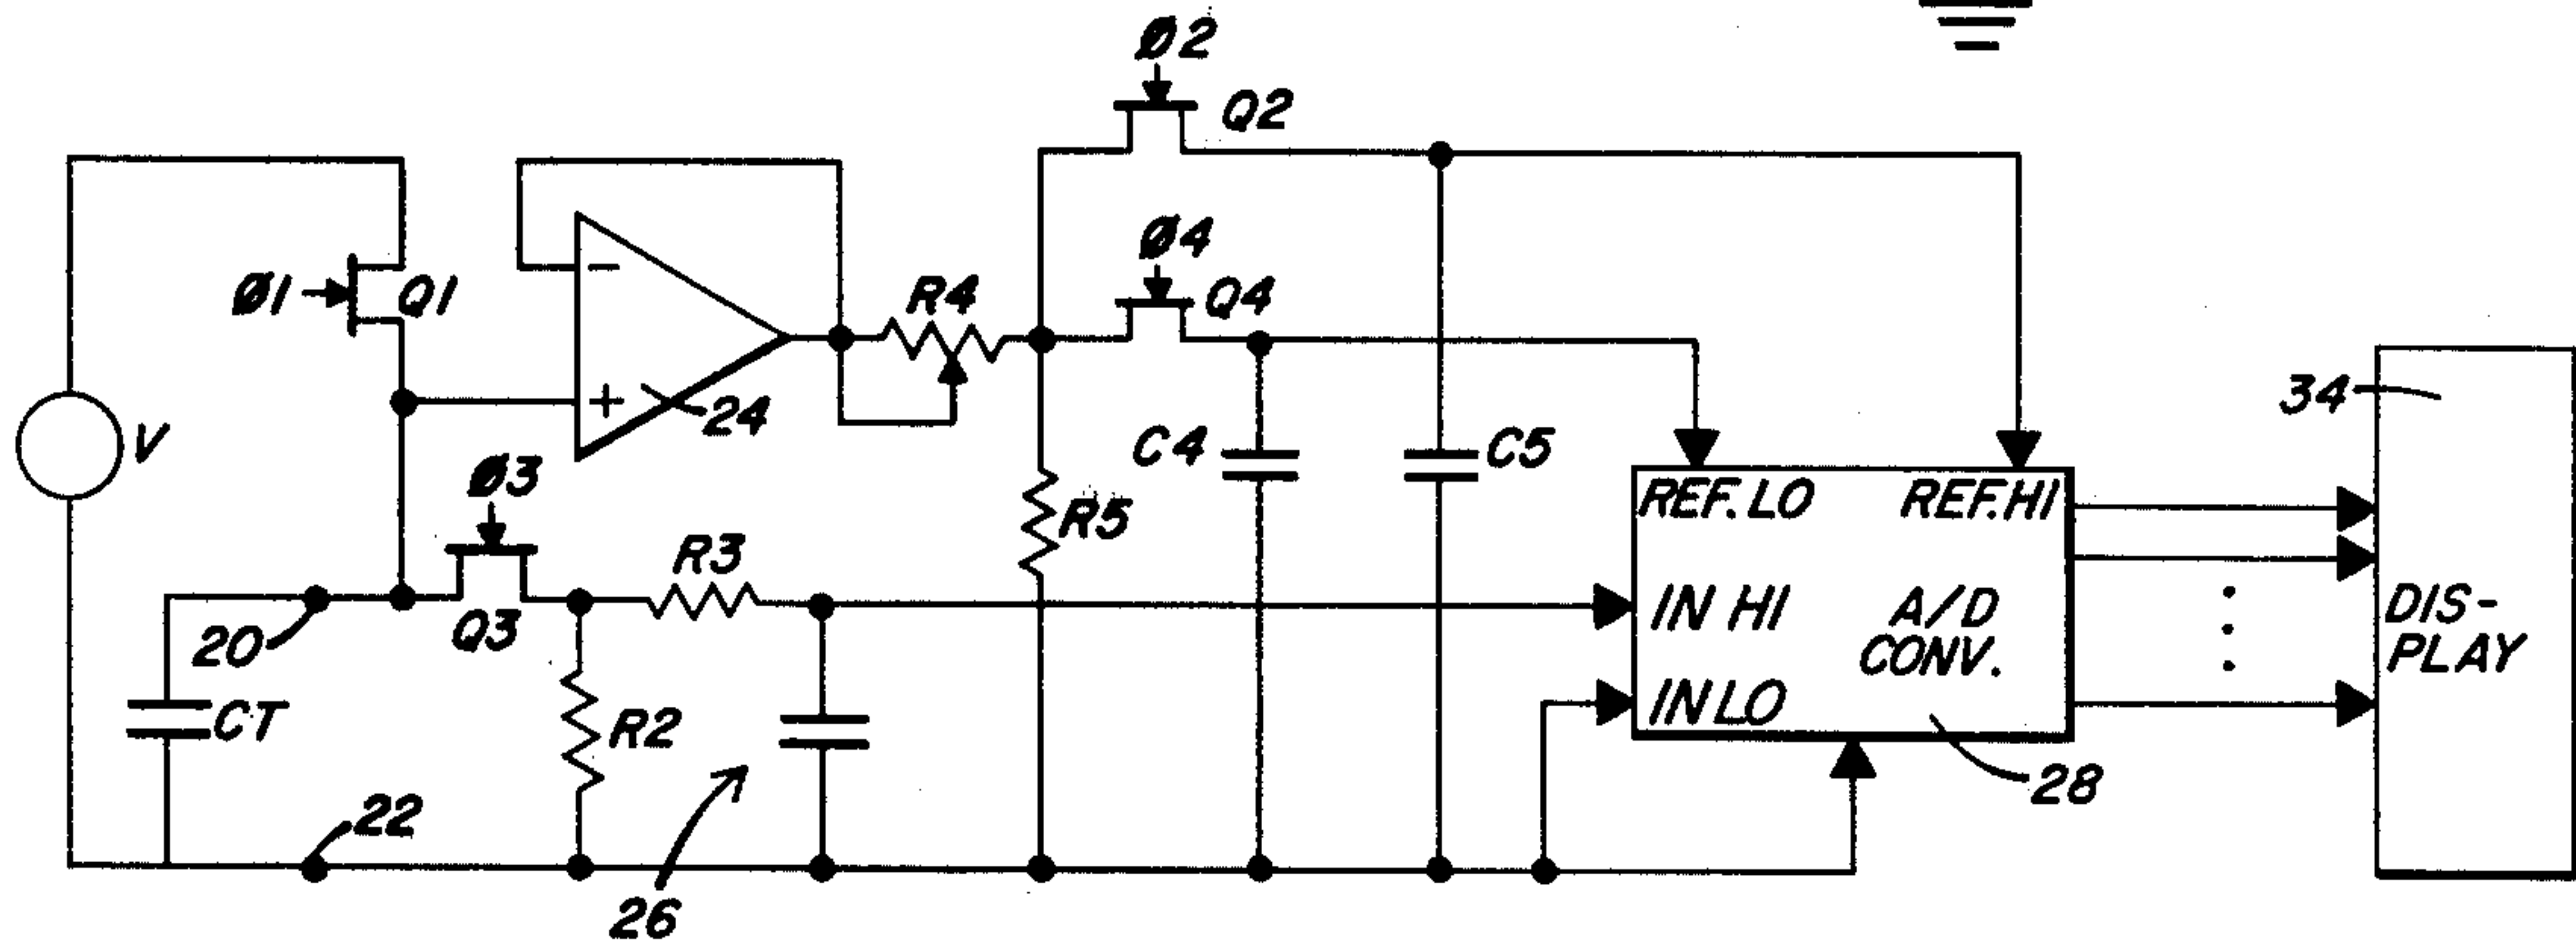 Ø2
Q2
Ø4
Q4
Ø1
Q1
R4
-
+
24
34
V
Ø3
C4
C5
R5
REF. LO
REF. HI
R3
IN HI
A/D
CONV.
DIS-
PLAY
20
Q3
CT
R2
IN LO
28
22
26